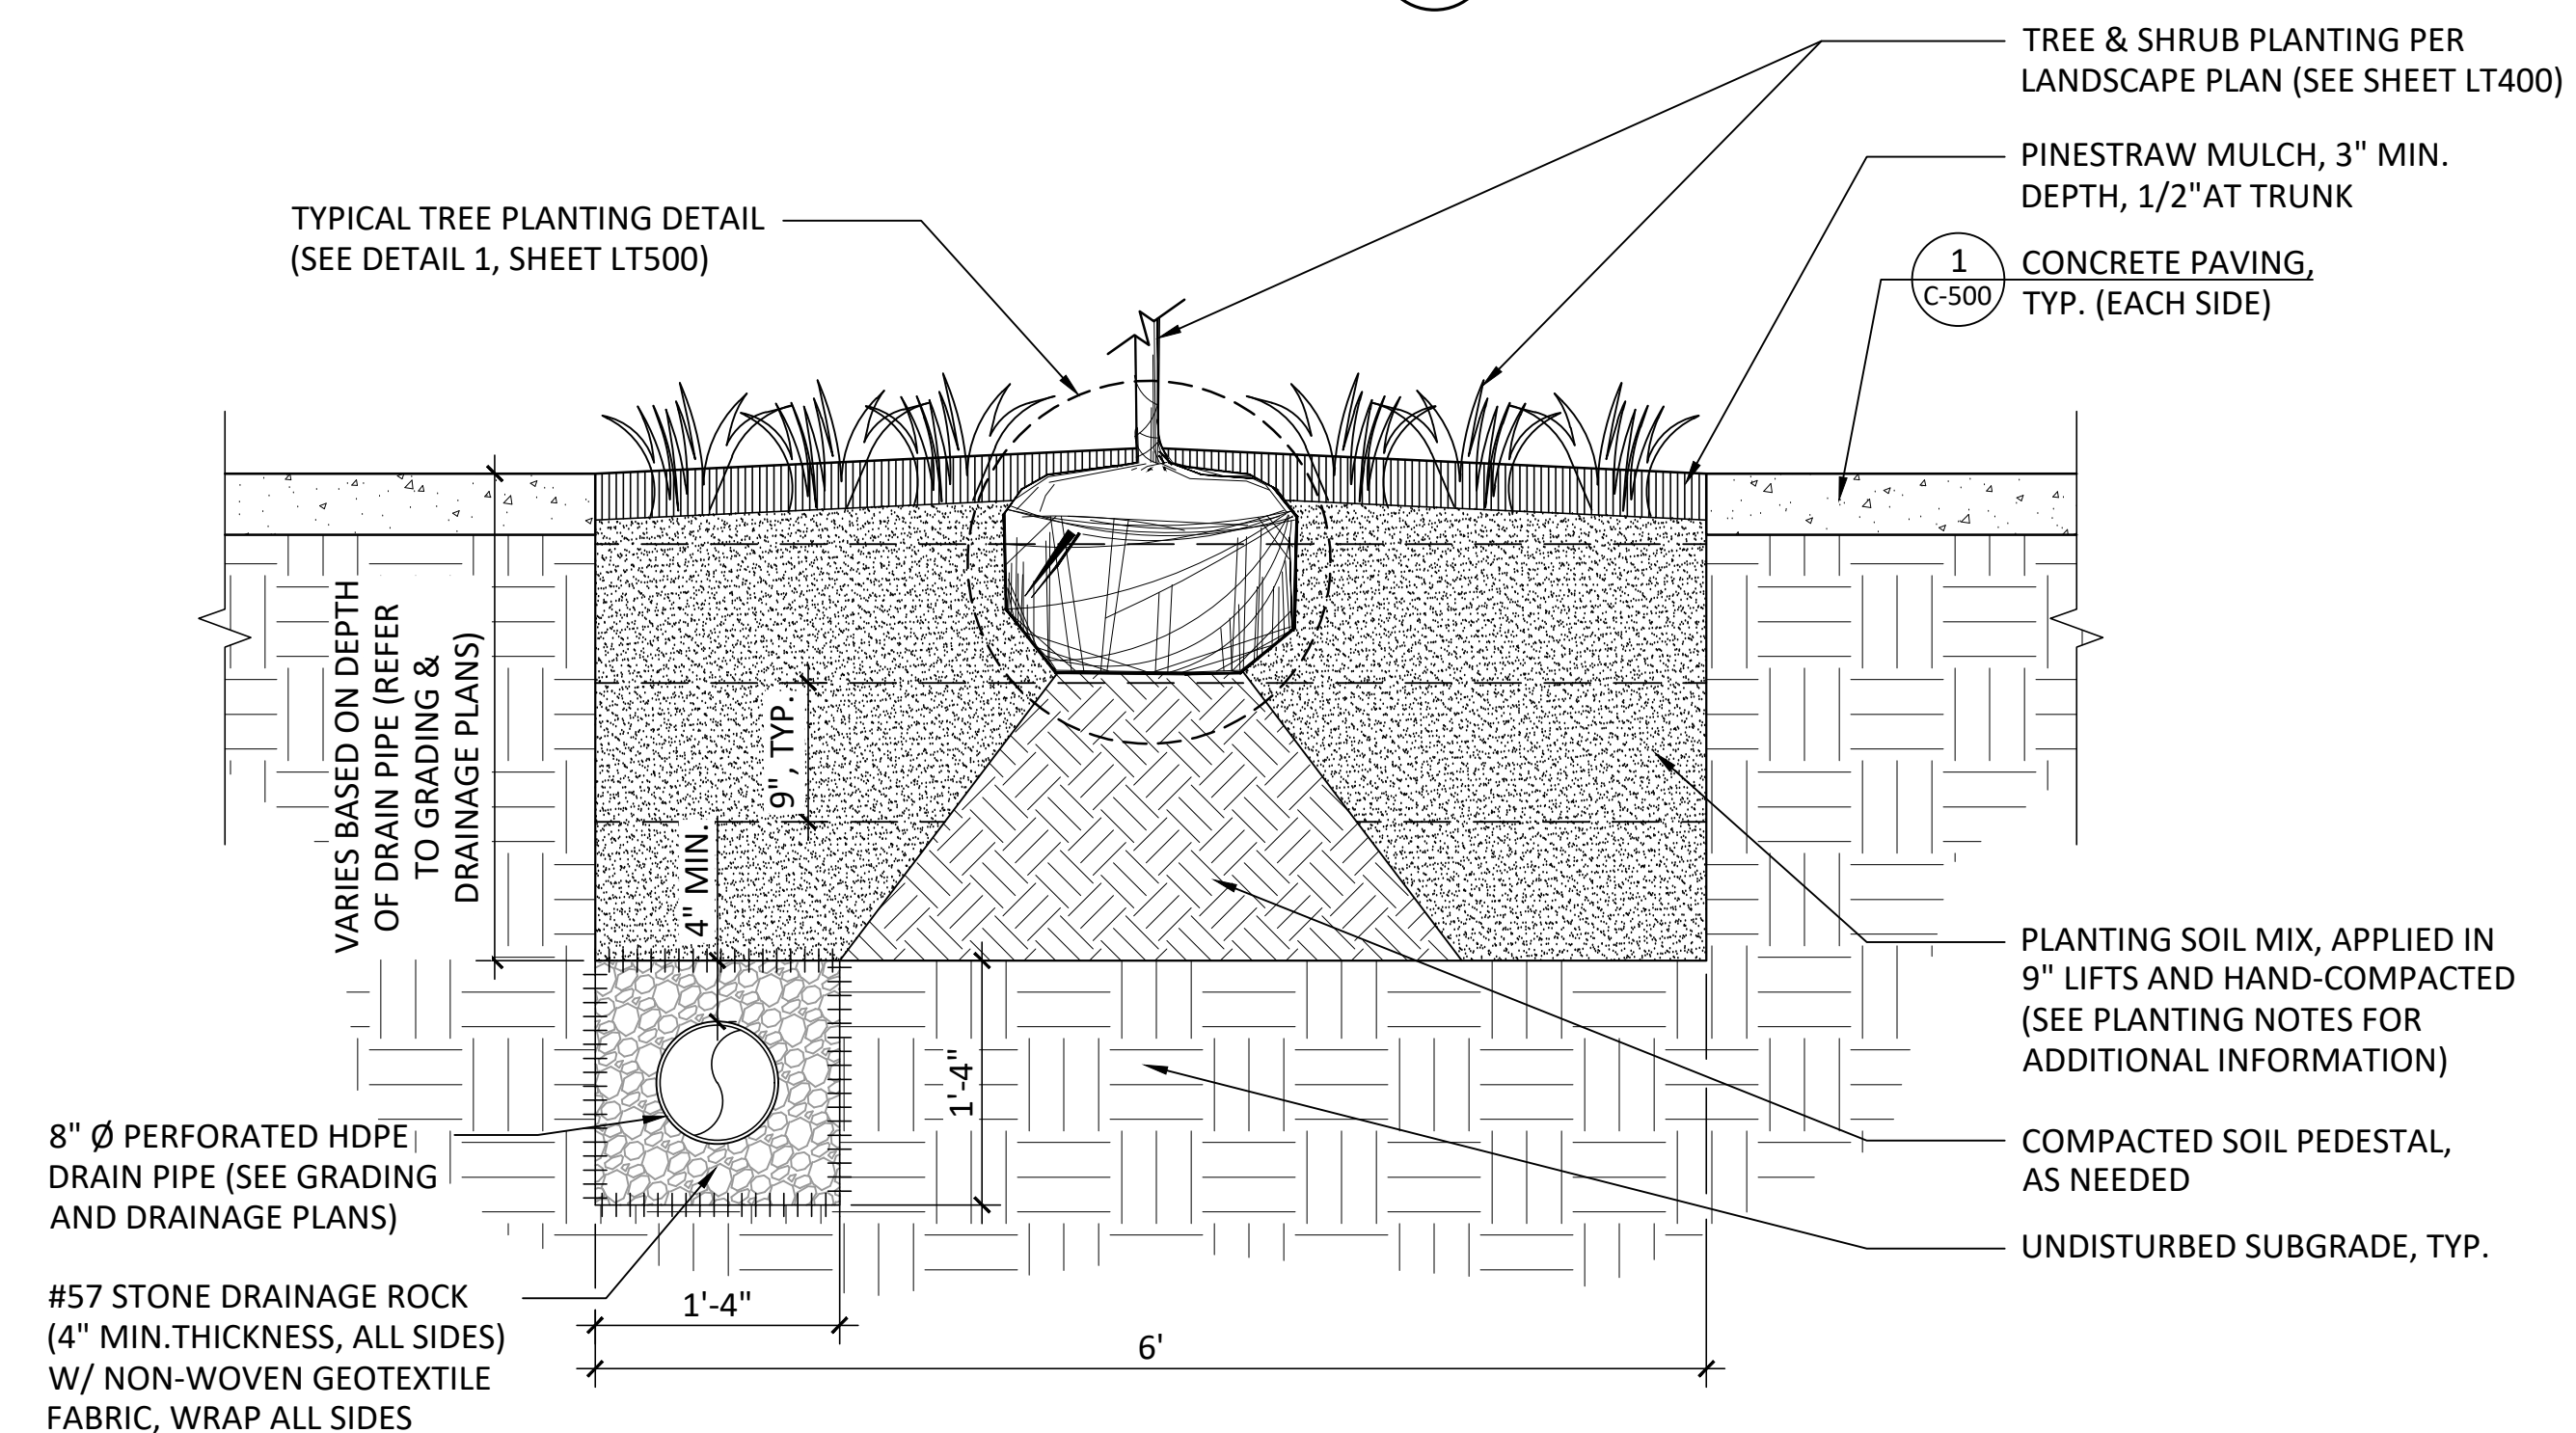 TREE & SHRUB PLANTING PER
LANDSCAPE PLAN (SEE SHEET LT400)
PINESTRAW MULCH, 3" MIN.
DEPTH, 1/2"AT TRUNK
TYPICAL TREE PLANTING DETAIL
(SEE DETAIL 1, SHEET LT500)
1
C-500
CONCRETE PAVING,
TYP. (EACH SIDE)
VARIES BASED ON DEPTH
OF DRAIN PIPE (REFER
TO GRADING &
DRAINAGE PLANS)
9", TYP.
4" MIN.
1'-4"
PLANTING SOIL MIX, APPLIED IN
9" LIFTS AND HAND-COMPACTED
(SEE PLANTING NOTES FOR
ADDITIONAL INFORMATION)
COMPACTED SOIL PEDESTAL,
AS NEEDED
UNDISTURBED SUBGRADE, TYP.
8" Ø PERFORATED HDPE
DRAIN PIPE (SEE GRADING
AND DRAINAGE PLANS)
#57 STONE DRAINAGE ROCK
(4" MIN.THICKNESS, ALL SIDES)
W/ NON-WOVEN GEOTEXTILE
FABRIC, WRAP ALL SIDES
1'-4"
6'